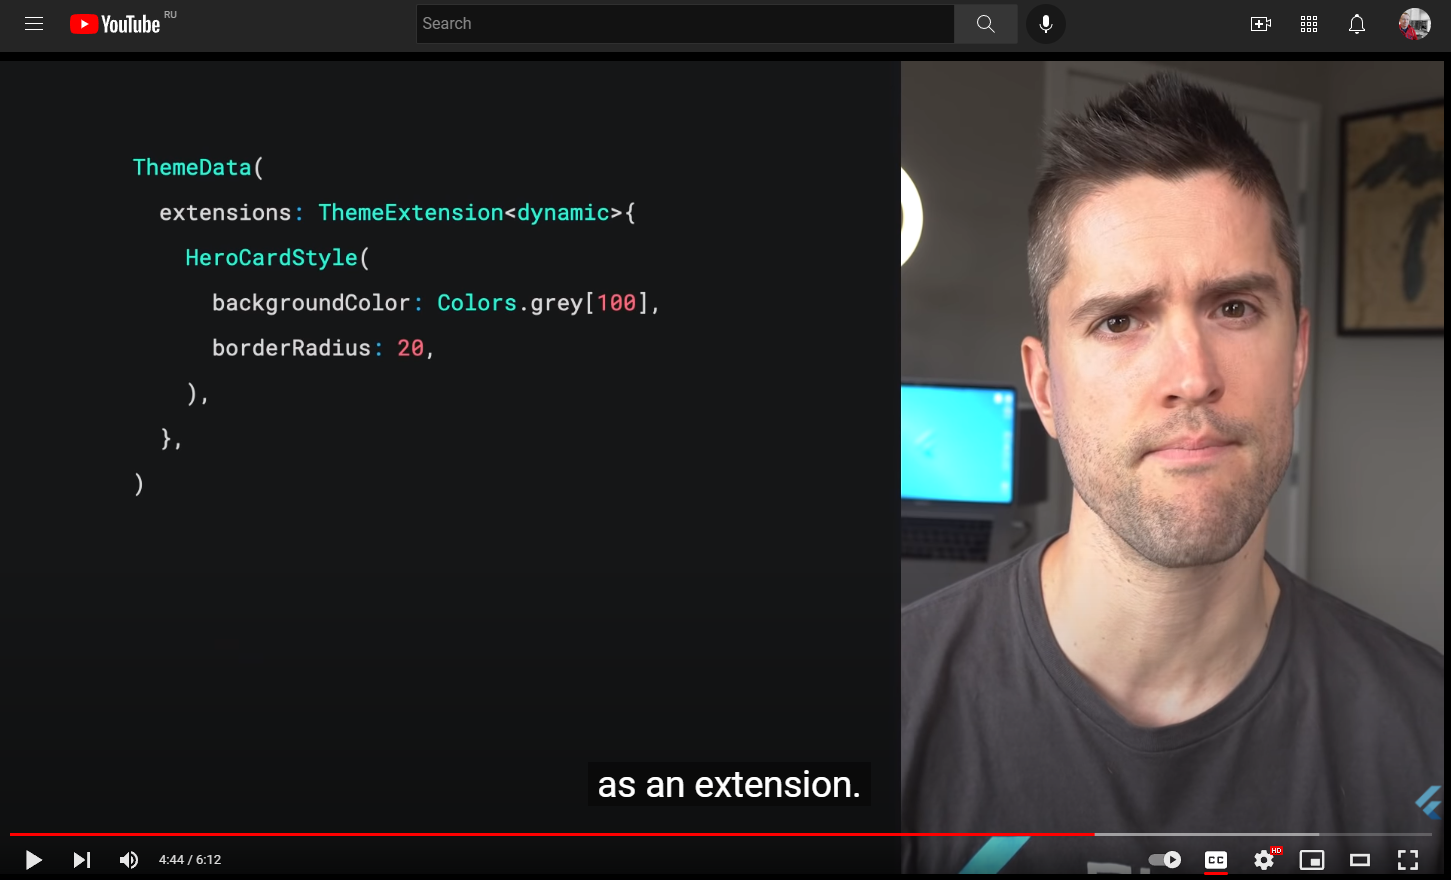 YouTube RU
Search
ThemeData(
extensions: ThemeExtension<dynamic>{
HeroCardStyle(
backgroundColor: Colors.grey[100],
borderRadius: 20,
),
},
)
as an extension.
4:44 / 6:12
CC
HD